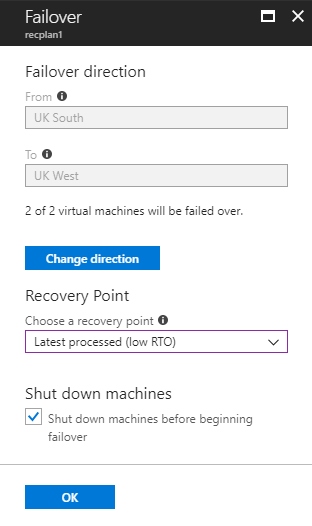 Failover
recplan1
Failover direction
From
UK South
To
UK West
2 of 2 virtual machines will be failed over.
Change direction
Recovery Point
Choose a recovery point
Latest processed (low RTO)
Shut down machines
Shut down machines before beginning
failover
OK